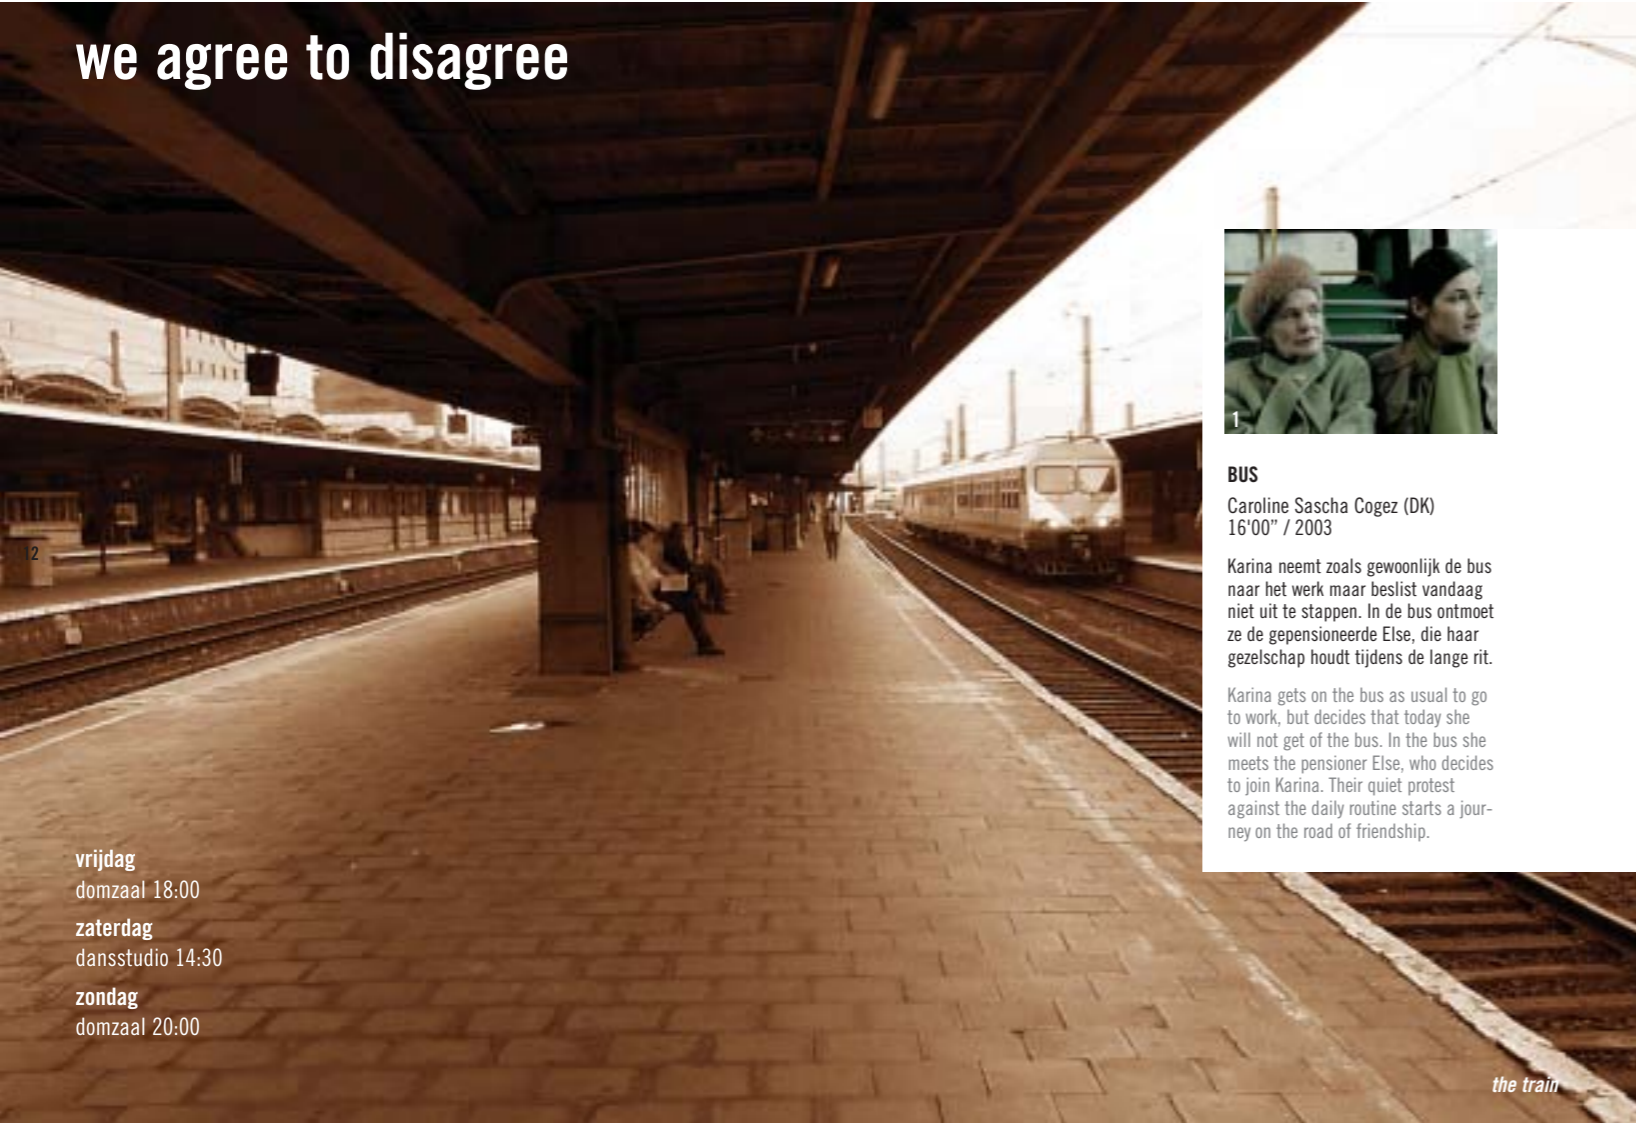 we agree to disagree
12
1
BUS
Caroline Sascha Cogez (DK)
16'00” / 2003
Karina neemt zoals gewoonlijk de bus
naar het werk maar beslist vandaag
niet uit te stappen. In de bus ontmoet
ze de gepensioneerde Else, die haar
gezelschap houdt tijdens de lange rit.
Karina gets on the bus as usual to go
to work, but decides that today she
will not get of the bus. In the bus she
meets the pensioner Else, who decides
to join Karina. Their quiet protest
against the daily routine starts a jour-
ney on the road of friendship.
vrijdag
domzaal 18:00
zaterdag
dansstudio 14:30
zondag
domzaal 20:00
the train